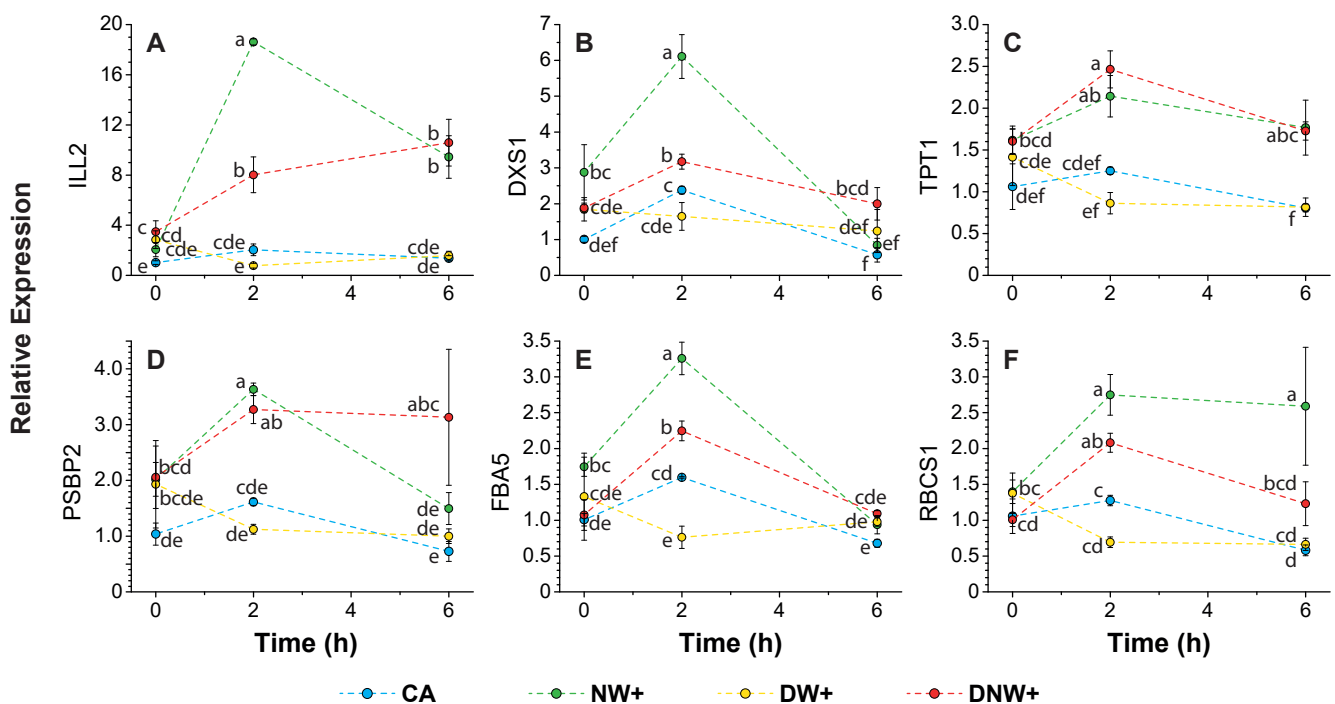 Relative Expression
A
ILL2
20
16
12
8
4
0
a
b
b
b
c
cd
cde
cde
cde
e
e
de
0 2 4 6
B
DXS1
7
6
5
4
3
2
1
0
a
bc
b
c
bcd
cde
cde
def
def
ef
f
0 2 4 6
C
TPT1
3.0
2.5
2.0
1.5
1.0
0.5
0.0
a
ab
bcd
abc
cde
cdef
def
ef
f
0 2 4 6
D
PSBP2
4.0
3.0
2.0
1.0
0
a
abc
ab
bcd
bcde
cde
de
de
de
de
e
0 2 4 6
Time (h)
E
FBA5
3.5
3.0
2.5
2.0
1.5
1.0
0.5
0
a
b
bc
cd
cde
cde
de
de
e
e
0 2 4 6
Time (h)
F
RBCS1
3.5
3.0
2.5
2.0
1.5
1.0
0.5
0.0
a
a
ab
bc
c
bcd
cd
cd
cd
d
0 2 4 6
Time (h)
CA NW+ DW+ DNW+